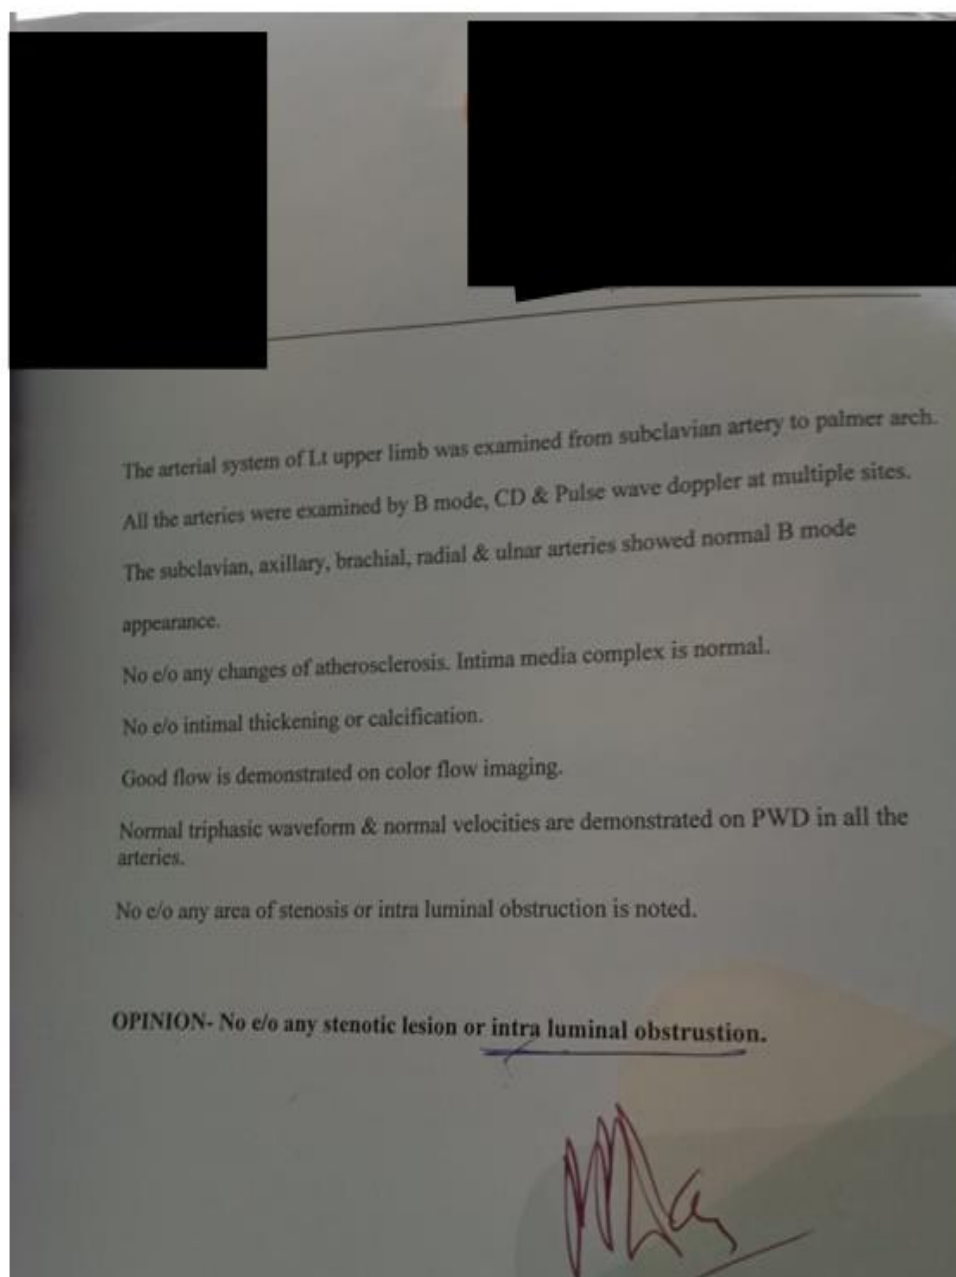 The arterial system of Lt upper limb was examined from subclavian artery to palmer arch.
All the arteries were examined by B mode, CD & Pulse wave doppler at multiple sites.
The subclavian, axillary, brachial, radial & ulnar arteries showed normal B mode
appearance.
No e/o any changes of atherosclerosis. Intima media complex is normal.
No e/o intimal thickening or calcification.
Good flow is demonstrated on color flow imaging.
Normal triphasic waveform & normal velocities are demonstrated on PWD in all the
arteries.
No e/o any area of stenosis or intra luminal obstruction is noted.
OPINION- No e/o any stenotic lesion or intra luminal obstrustion.